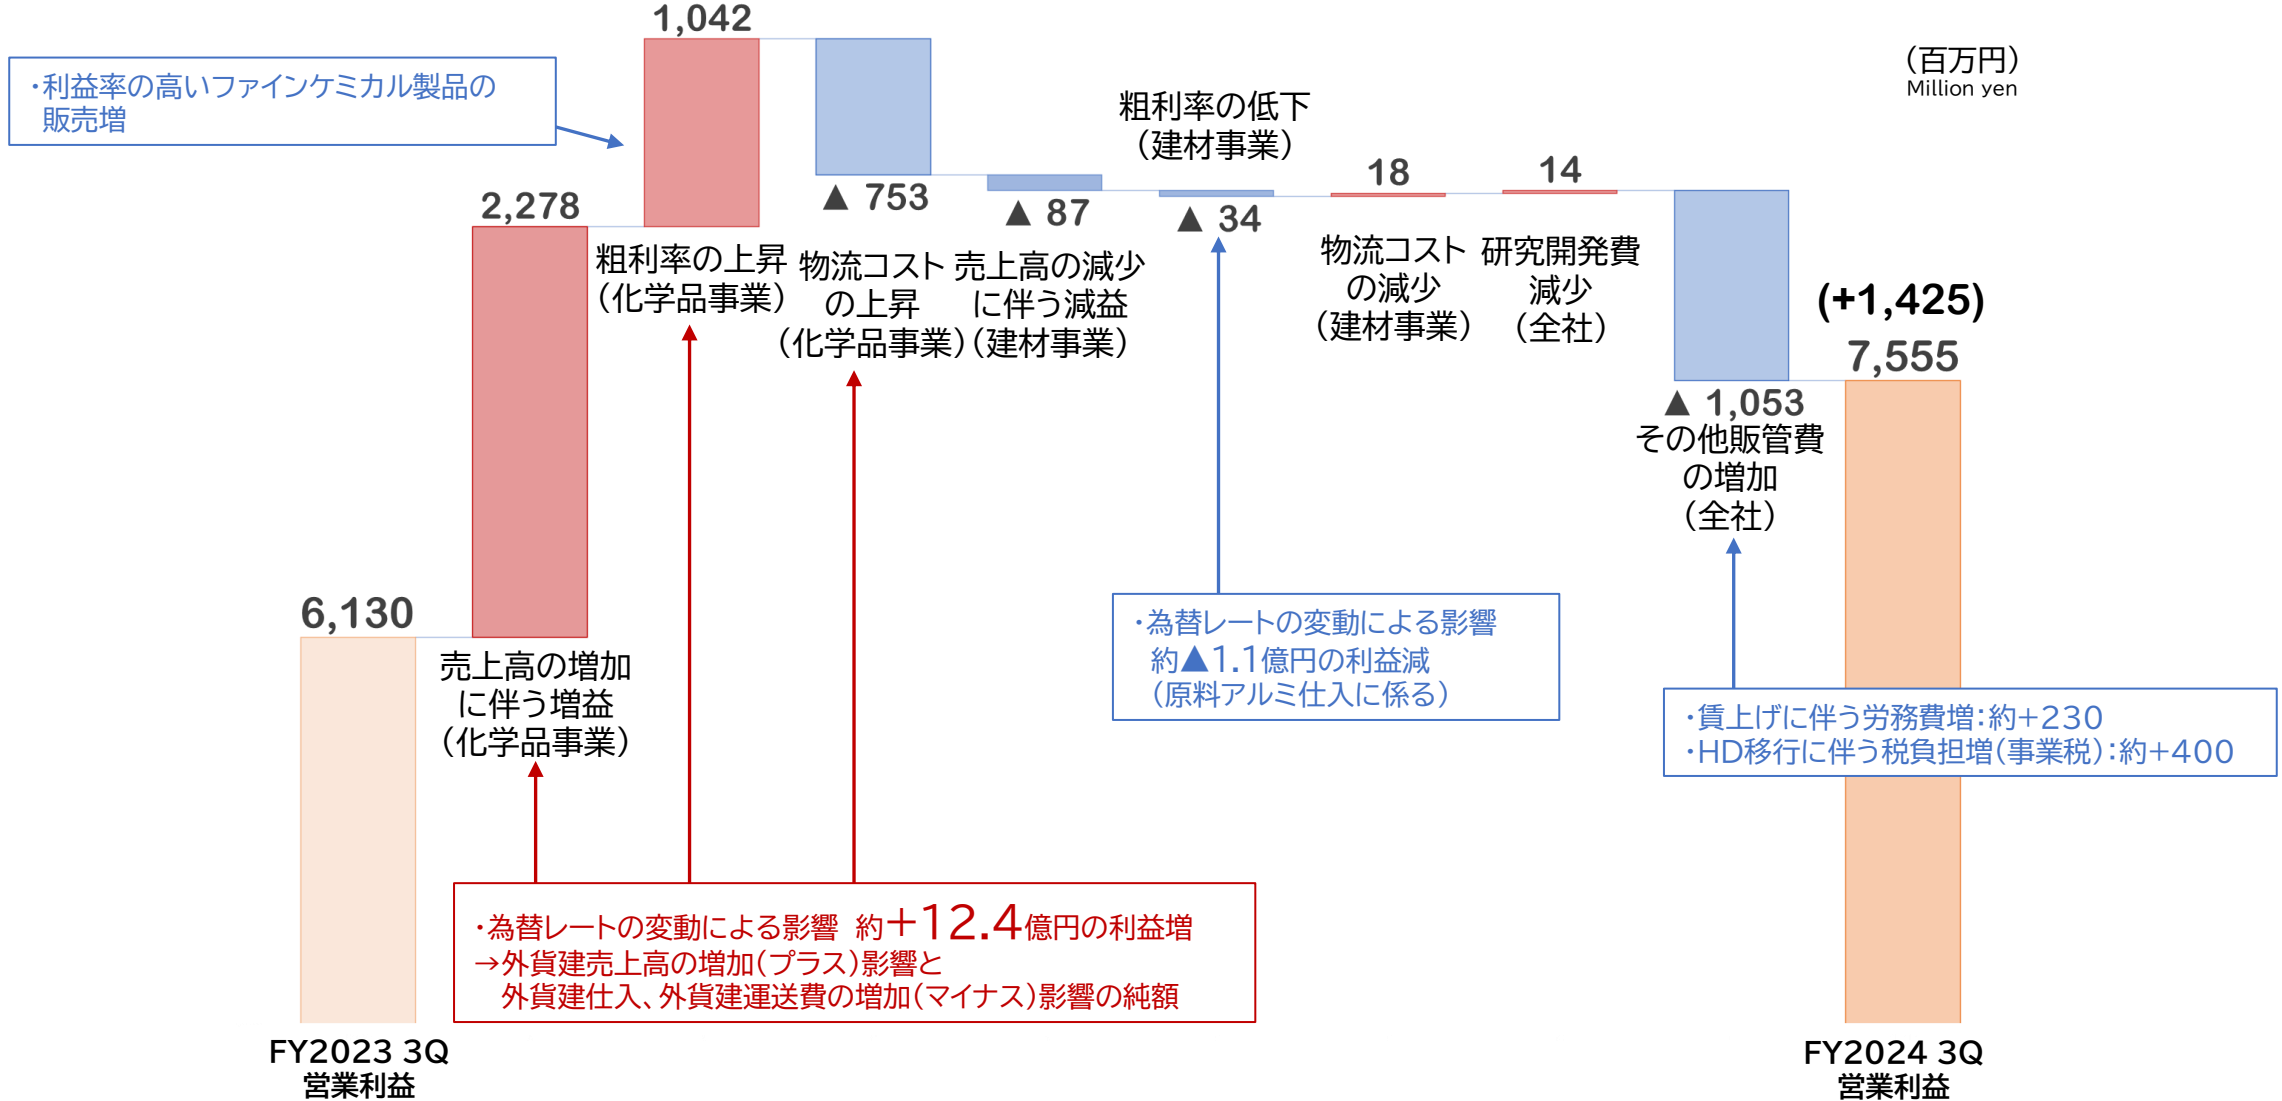 (百万円)
Million yen
・利益率の高いファインケミカル製品の
販売増
6,130
FY2023 3Q
営業利益
2,278
売上高の増加
に伴う増益
(化学品事業)
1,042
粗利率の上昇
(化学品事業)
▲ 753
物流コスト
の上昇
(化学品事業)
▲ 87
売上高の減少
に伴う減益
(建材事業)
粗利率の低下
(建材事業)
▲ 34
18
物流コスト
の減少
(建材事業)
14
研究開発費
減少
(全社)
▲ 1,053
その他販管費
の増加
(全社)
(+1,425)
7,555
FY2024 3Q
営業利益
・為替レートの変動による影響
約▲1.1億円の利益減
(原料アルミ仕入に係る)
・賃上げに伴う労務費増:約+230
・HD移行に伴う税負担増(事業税):約+400
・為替レートの変動による影響 約+12.4億円の利益増
→外貨建売上高の増加(プラス)影響と
外貨建仕入、外貨建運送費の増加(マイナス)影響の純額